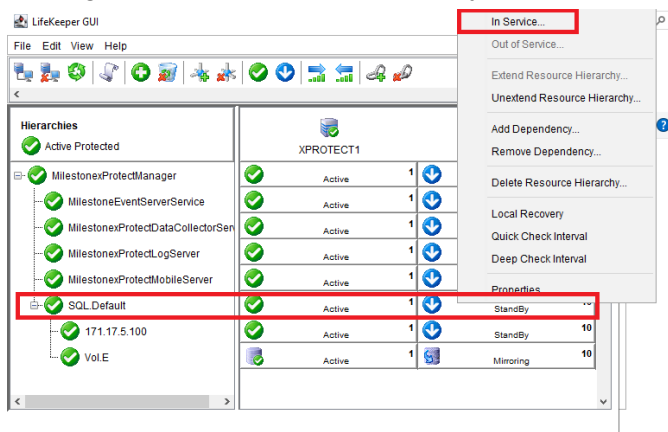 LifeKeeper GUI
File Edit View Help
Hierarchies
Active Protected
XPROTECT1
MilestonexProtectManager
Active 1
MilestoneEventServerService
Active 1
MilestonexProtectDataCollectorServ
Active 1
MilestonexProtectLogServer
Active 1
MilestonexProtectMobileServer
Active 1
SQL.Default
Active 1 StandBy 10
171.17.5.100
Active 1 StandBy 10
Vol.E
Active 1 Mirroring 10
In Service...
Out of Service...
Extend Resource Hierarchy...
Unextend Resource Hierarchy...
Add Dependency...
Remove Dependency...
Delete Resource Hierarchy...
Local Recovery
Quick Check Interval
Deep Check Interval
Properties